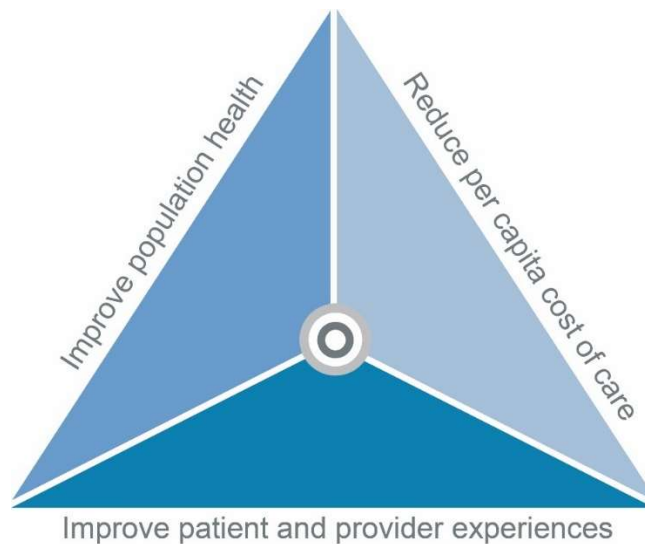 Improve population health
Reduce per capita cost of care
Improve patient and provider experiences